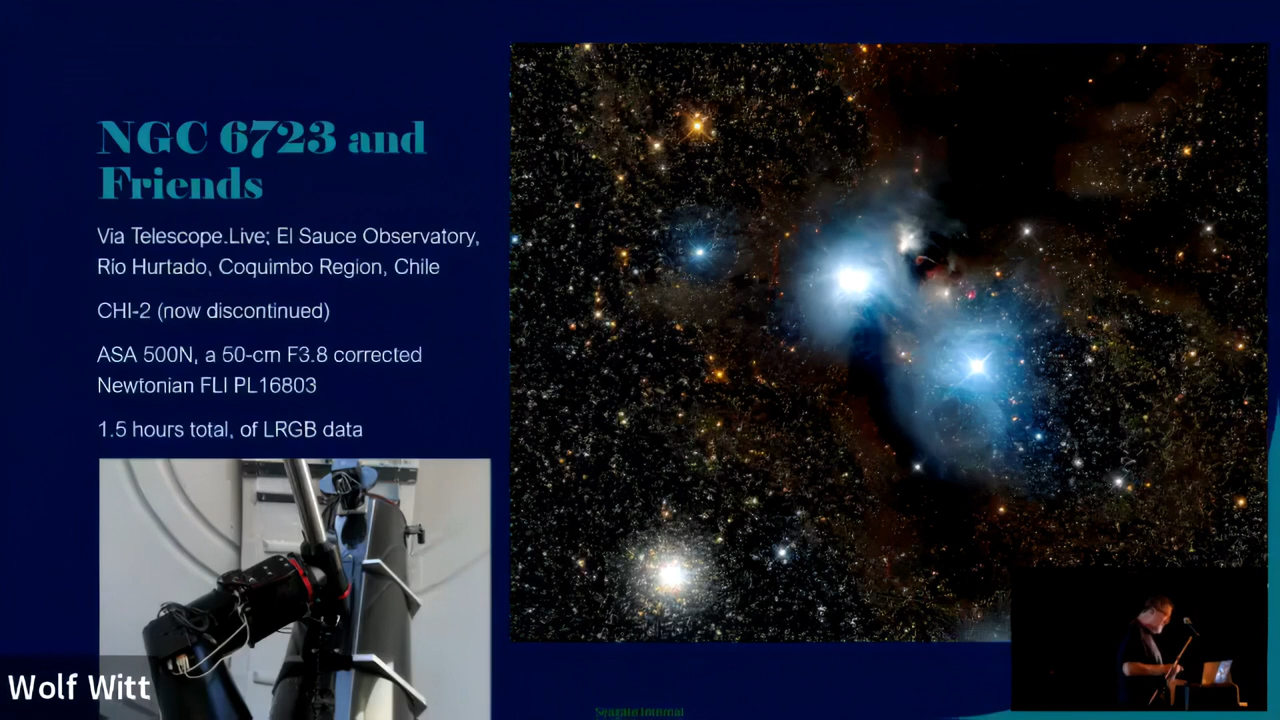 NGC 6723 and
Friends
Via Telescope.Live; El Sauce Observatory,
Río Hurtado, Coquimbo Region, Chile
CHI-2 (now discontinued)
ASA 500N, a 50-cm F3.8 corrected
Newtonian FLI PL16803
1.5 hours total, of LRGB data
Wolf Witt